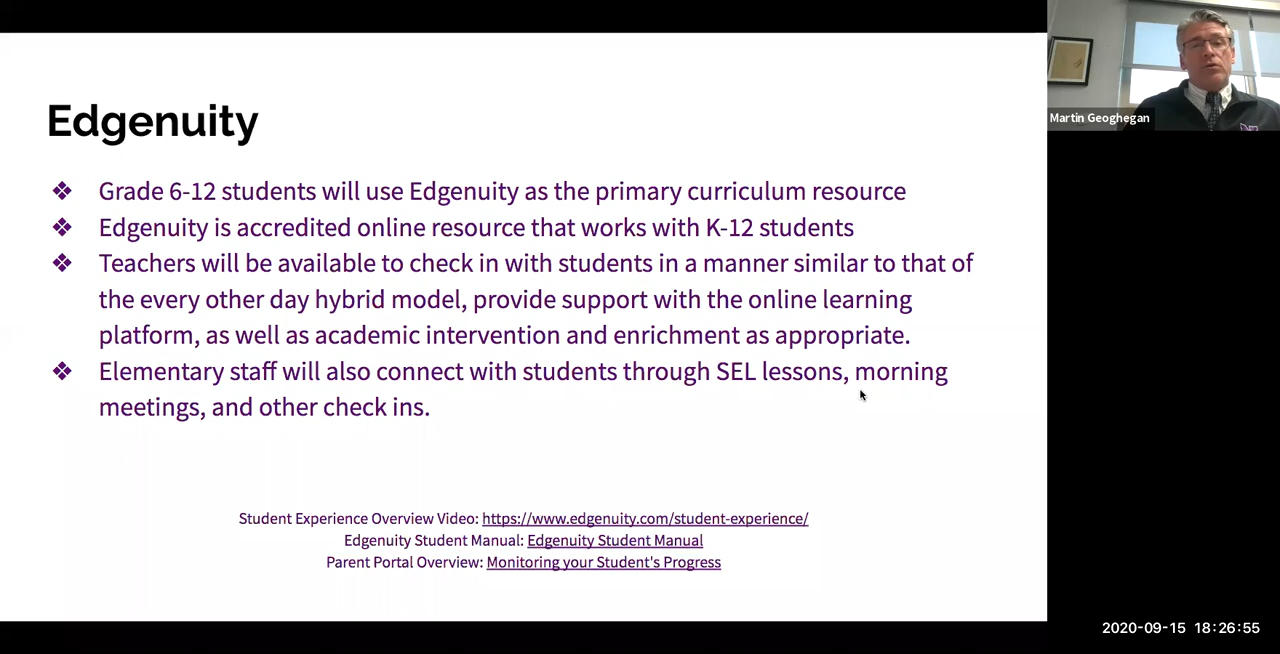 Edgenuity
❖ Grade 6-12 students will use Edgenuity as the primary curriculum resource
❖ Edgenuity is accredited online resource that works with K-12 students
❖ Teachers will be available to check in with students in a manner similar to that of
the every other day hybrid model, provide support with the online learning
platform, as well as academic intervention and enrichment as appropriate.
❖ Elementary staff will also connect with students through SEL lessons, morning
meetings, and other check ins.
Student Experience Overview Video: https://www.edgenuity.com/student-experience/
Edgenuity Student Manual: Edgenuity Student Manual
Parent Portal Overview: Monitoring your Student's Progress
Martin Geoghegan
2020-09-15 18:26:55